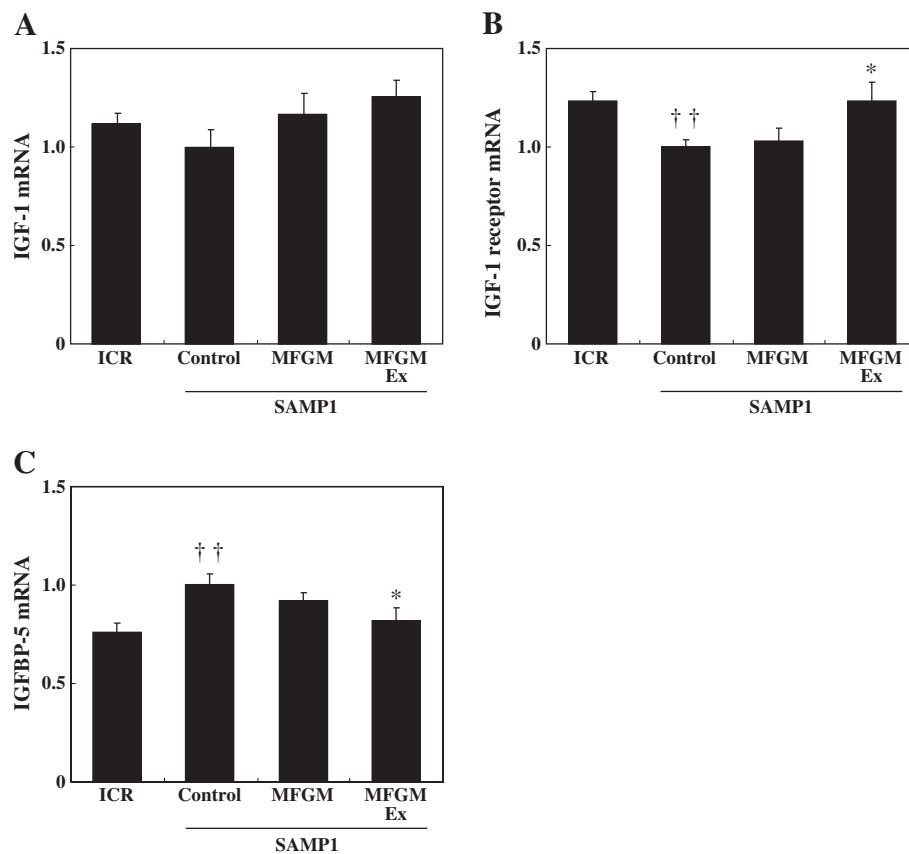 A
1.5
1.0
0.5
0
IGF-1 mRNA
ICR Control MFGM MFGM
Ex
SAMP1
B
1.5
1.0
0.5
0
IGF-1 receptor mRNA
† †
*
ICR Control MFGM MFGM
Ex
SAMP1
C
1.5
1.0
0.5
0
IGFBP-5 mRNA
† †
*
ICR Control MFGM MFGM
Ex
SAMP1